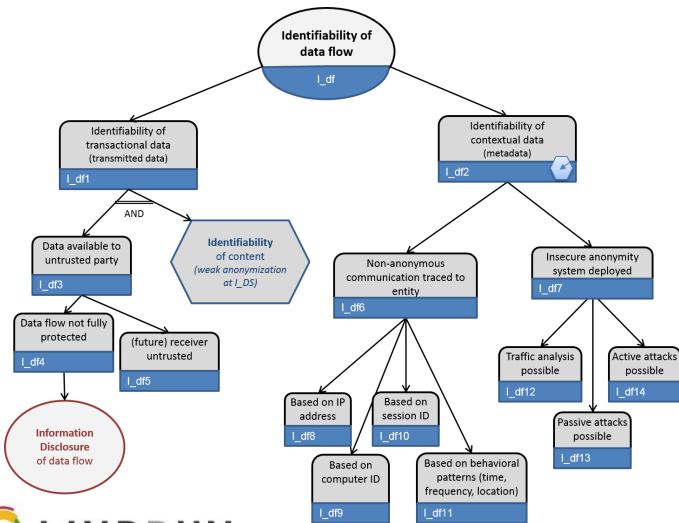 Identifiability of
data flow
I_df
Identifiability of
transactional data
(transmitted data)
I_df1
Identifiability of
contextual data
(metadata)
I_df2
AND
Data available to
untrusted party
I_df3
Identifiability
of content
(weak anonymization
at I_DS)
Non-anonymous
communication traced to
entity
I_df6
Insecure anonymity
system deployed
I_df7
Data flow not fully
protected
I_df4
(future) receiver
untrusted
I_df5
Traffic analysis
possible
I_df12
Active attacks
possible
I_df14
Based on IP
address
I_df8
Based on
session ID
I_df10
Passive attacks
possible
I_df13
Information
Disclosure
of data flow
Based on
computer ID
I_df9
Based on behavioral
patterns (time,
frequency, location)
I_df11